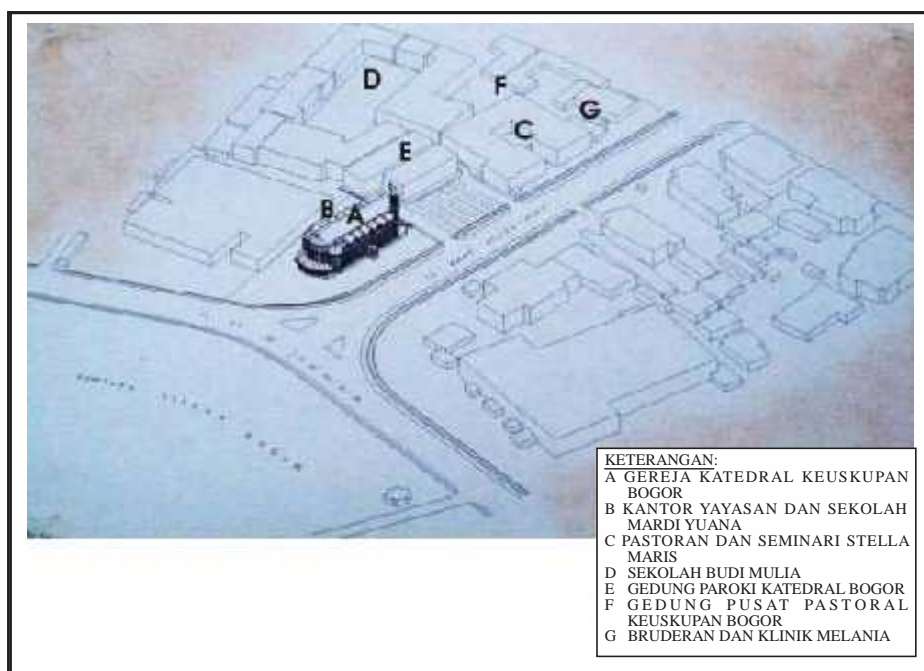 D
F
G
C
E
B
A
KETERANGAN:
A GEREJA KATEDRAL KEUSKUPAN
BOGOR
B KANTOR YAYASAN DAN SEKOLAH
MARDI YUANA
C PASTORAN DAN SEMINARI STELLA
MARIS
D SEKOLAH BUDI MULIA
E GEDUNG PAROKI KATEDRAL BOGOR
F GEDUNG PUSAT PASTORAL
KEUSKUPAN BOGOR
G BRUDERAN DAN KLINIK MELANIA